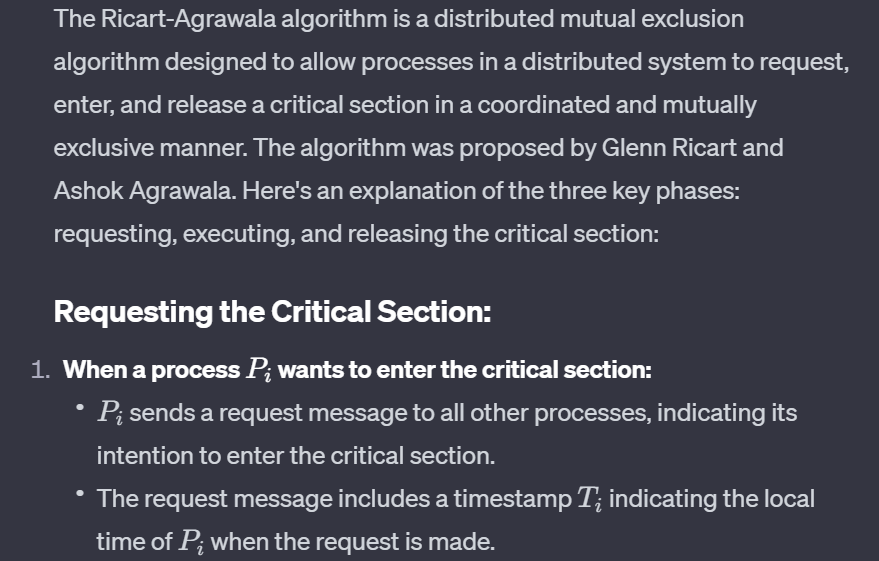 The Ricart-Agrawala algorithm is a distributed mutual exclusion
algorithm designed to allow processes in a distributed system to request,
enter, and release a critical section in a coordinated and mutually
exclusive manner. The algorithm was proposed by Glenn Ricart and
Ashok Agrawala. Here's an explanation of the three key phases:
requesting, executing, and releasing the critical section:
Requesting the Critical Section:
1. When a process Pᵢ wants to enter the critical section:
• Pᵢ sends a request message to all other processes, indicating its
intention to enter the critical section.
• The request message includes a timestamp Tᵢ indicating the local
time of Pᵢ when the request is made.